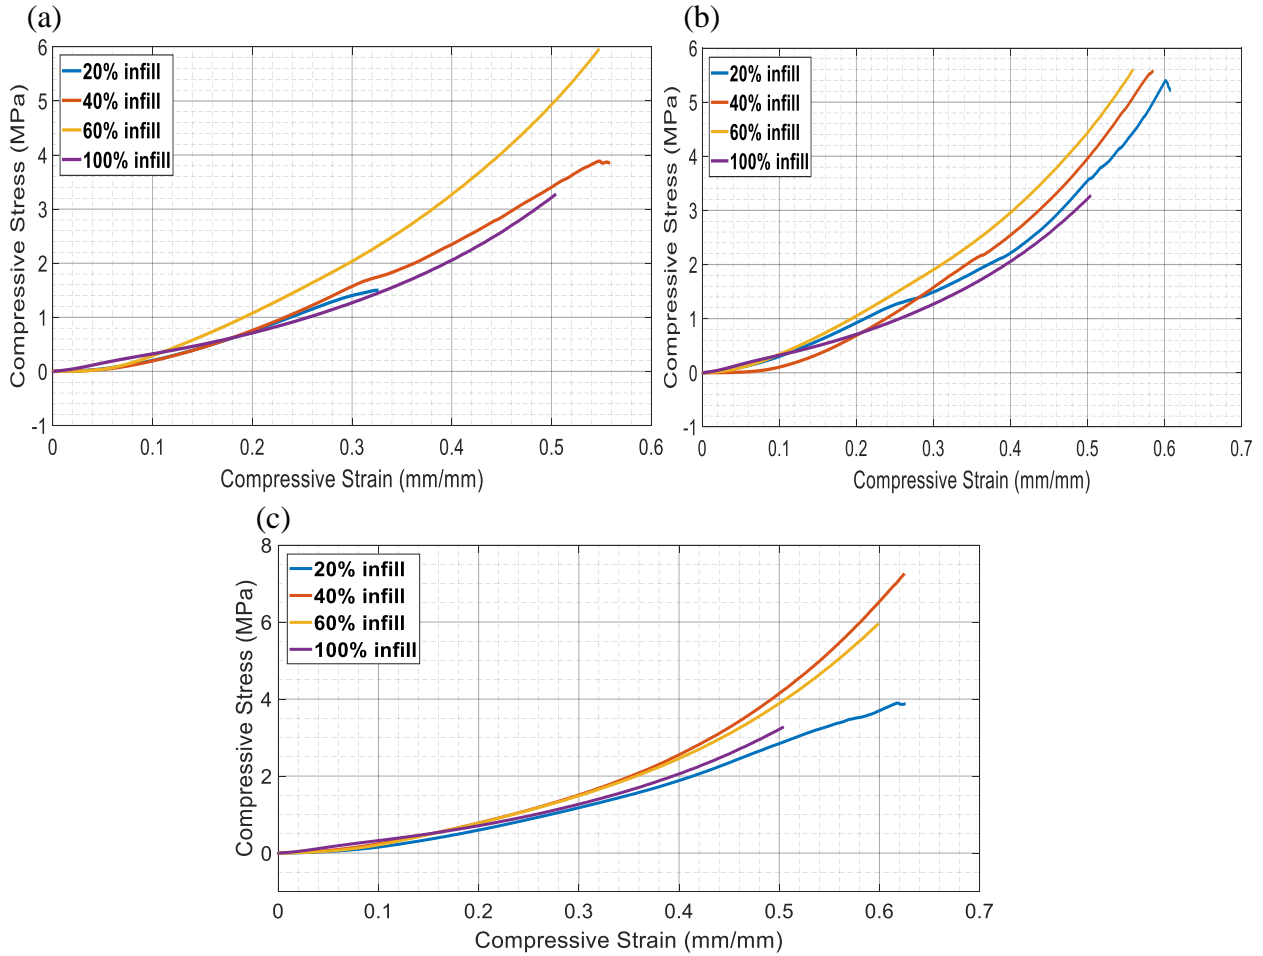 (a)
6
5
4
3
2
1
0
-1
Compressive Stress (MPa)
20% infill
40% infill
60% infill
100% infill
0 0.1 0.2 0.3 0.4 0.5 0.6
Compressive Strain (mm/mm)
(b)
6
5
4
3
2
1
0
-1
Compressive Stress (MPa)
20% infill
40% infill
60% infill
100% infill
0 0.1 0.2 0.3 0.4 0.5 0.6 0.7
Compressive Strain (mm/mm)
(c)
8
6
4
2
0
Compressive Stress (MPa)
20% infill
40% infill
60% infill
100% infill
0 0.1 0.2 0.3 0.4 0.5 0.6 0.7
Compressive Strain (mm/mm)